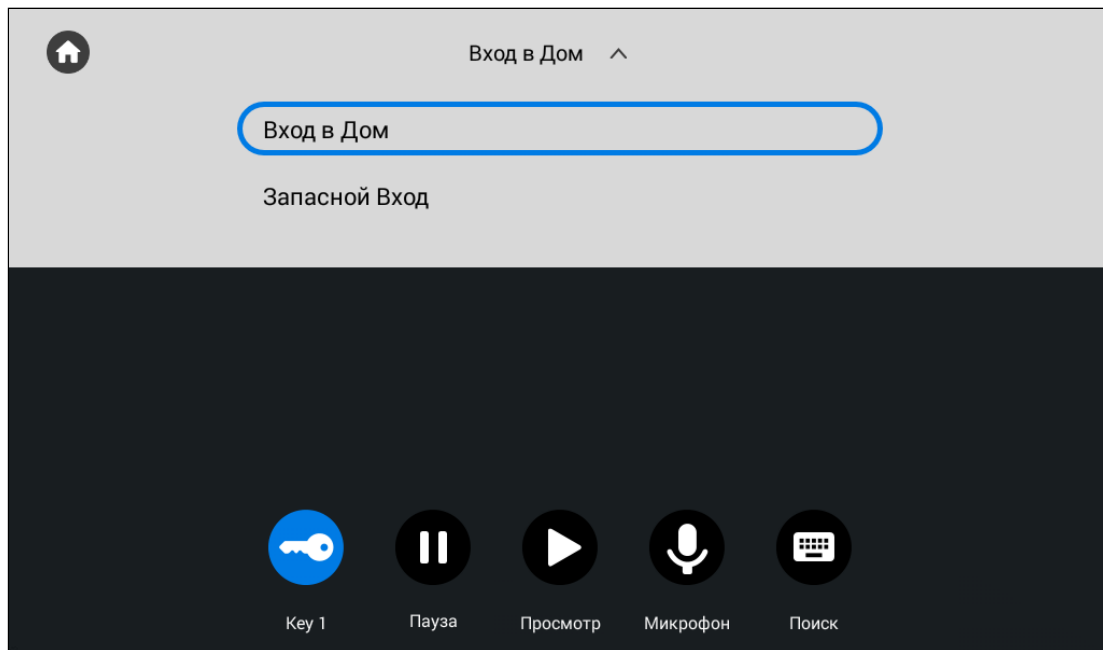 Вход в Дом
Вход в Дом
Запасной Вход
Key 1
Пауза
Просмотр
Микрофон
Поиск